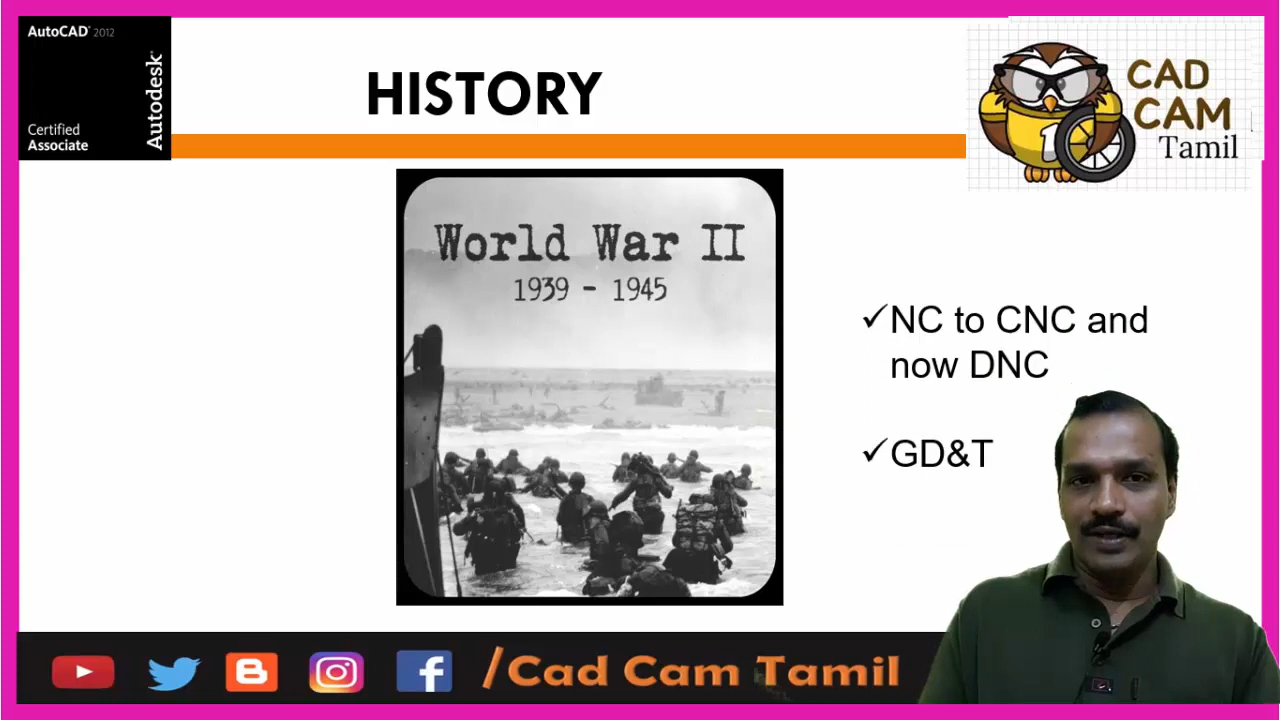 AutoCAD® 2012
Autodesk®
Certified
Associate
HISTORY
CAD
CAM
Tamil
1
World War II
1939 - 1945
✓NC to CNC and
now DNC
✓GD&T
/Cad Cam Tamil